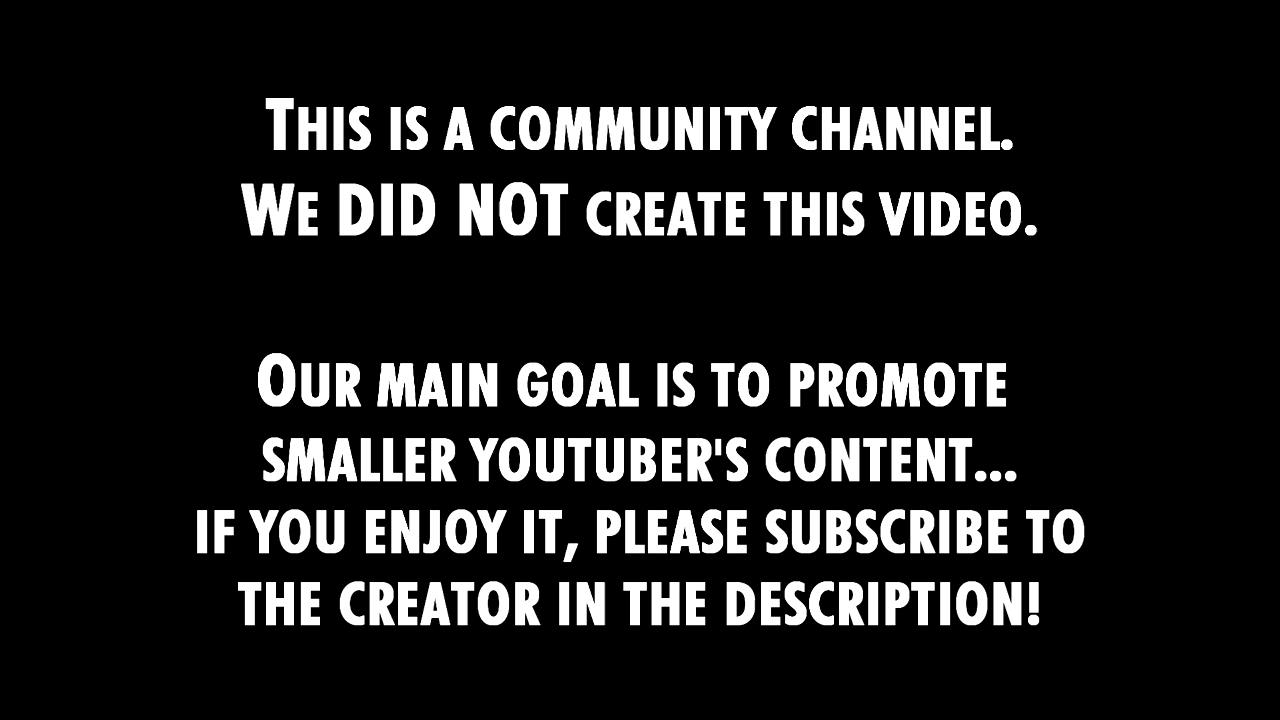 This is a community channel.
We DID NOT create this video.
Our main goal is to promote
smaller youtuber's content...
if you enjoy it, please subscribe to
the creator in the description!